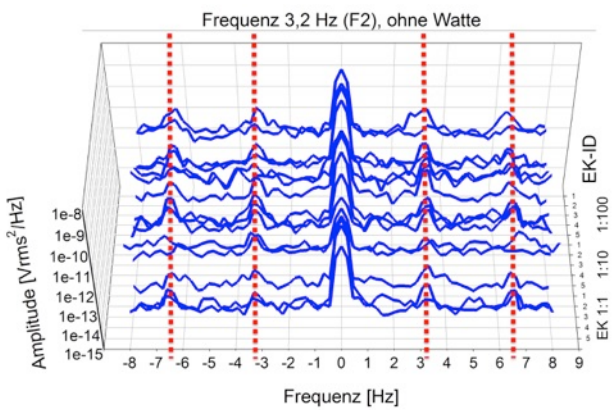 Frequenz 3,2 Hz (F2), ohne Watte
EK-ID
1:100
1:10
EK 1:1
1
2
3
4
5
1
2
3
4
5
1
2
3
4
5
Amplitude [Vrms²/Hz]
1e-8
1e-9
1e-10
1e-11
1e-12
1e-13
1e-14
1e-15
-8 -7 -6 -5 -4 -3 -2 -1 0 1 2 3 4 5 6 7 8 9
Frequenz [Hz]